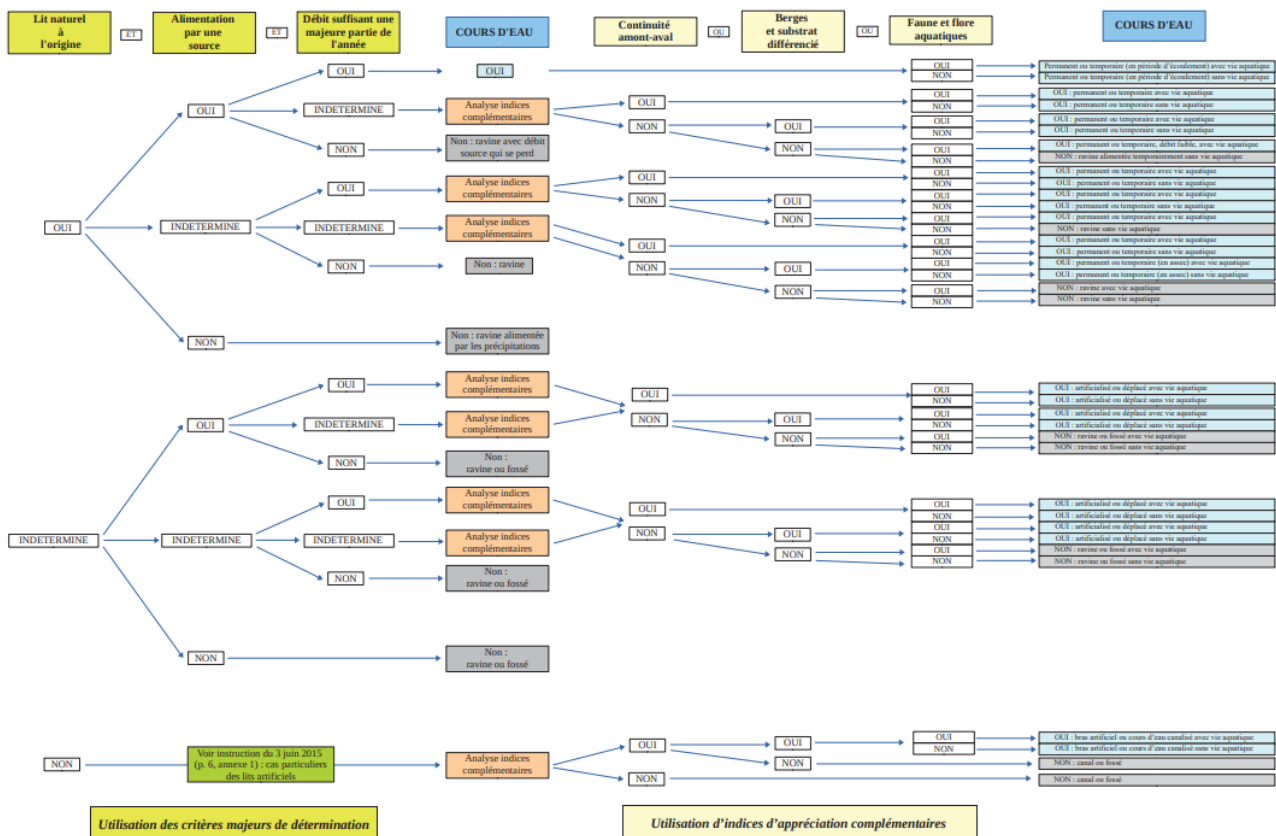 Lit naturel
à
l'origine
ET
Alimentation
par une
source
ET
Débit suffisant une
majeure partie de
l'année
COURS D'EAU
Continuité
amont-aval
OU
Berges
et substrat
différencié
OU
Faune et flore
aquatiques
COURS D'EAU
OUI
OUI
OUI
OUI
OUI
NON
Permanent ou temporaire (en période d'écoulement) avec vie aquatique
Permanent ou temporaire (en période d'écoulement) sans vie aquatique
INDETERMINE
Analyse indices
complémentaires
OUI
OUI
NON
OUI : permanent ou temporaire avec vie aquatique
OUI : permanent ou temporaire sans vie aquatique
NON
OUI
OUI
NON
OUI : permanent ou temporaire avec vie aquatique
OUI : permanent ou temporaire sans vie aquatique
NON
Non : ravine avec débit
source qui se perd
NON
OUI
NON
OUI : permanent ou temporaire, débit faible, avec vie aquatique
NON : ravine alimentée temporairement sans vie aquatique
INDETERMINE
OUI
Analyse indices
complémentaires
OUI
OUI
NON
OUI : permanent ou temporaire avec vie aquatique
OUI : permanent ou temporaire sans vie aquatique
NON
OUI
OUI
NON
OUI : permanent ou temporaire avec vie aquatique
OUI : permanent ou temporaire sans vie aquatique
NON
OUI
NON
OUI : permanent ou temporaire avec vie aquatique
NON : ravine sans vie aquatique
INDETERMINE
Analyse indices
complémentaires
OUI
OUI
NON
OUI : permanent ou temporaire avec vie aquatique
OUI : permanent ou temporaire sans vie aquatique
NON
OUI
OUI
NON
OUI : permanent ou temporaire (en assec) avec vie aquatique
OUI : permanent ou temporaire (en assec) sans vie aquatique
NON
Non : ravine
NON
OUI
NON
NON : ravine avec vie aquatique
NON : ravine sans vie aquatique
NON
Non : ravine alimentée
par les précipitations
INDETERMINE
OUI
OUI
Analyse indices
complémentaires
OUI
OUI
NON
OUI : artificialisé ou déplacé avec vie aquatique
OUI : artificialisé ou déplacé sans vie aquatique
INDETERMINE
Analyse indices
complémentaires
NON
OUI
OUI
NON
OUI : artificialisé ou déplacé avec vie aquatique
OUI : artificialisé ou déplacé sans vie aquatique
NON
OUI
NON
NON : ravine ou fossé avec vie aquatique
NON : ravine ou fossé sans vie aquatique
NON
Non :
ravine ou fossé
INDETERMINE
OUI
Analyse indices
complémentaires
OUI
OUI
NON
OUI : artificialisé ou déplacé avec vie aquatique
OUI : artificialisé ou déplacé sans vie aquatique
INDETERMINE
Analyse indices
complémentaires
NON
OUI
OUI
NON
OUI : artificialisé ou déplacé avec vie aquatique
OUI : artificialisé ou déplacé sans vie aquatique
NON
OUI
NON
NON : ravine ou fossé avec vie aquatique
NON : ravine ou fossé sans vie aquatique
NON
Non :
ravine ou fossé
NON
Non :
ravine ou fossé
NON
Voir instruction du 3 juin 2015
(p. 6, annexe 1) : cas particuliers
des lits artificiels
Analyse indices
complémentaires
OUI
OUI
OUI
NON
OUI : bras artificiel ou cours d'eau canalisé avec vie aquatique
OUI : bras artificiel ou cours d'eau canalisé sans vie aquatique
NON
NON : canal ou fossé
NON
NON : canal ou fossé
Utilisation des critères majeurs de détermination
Utilisation d'indices d'appréciation complémentaires